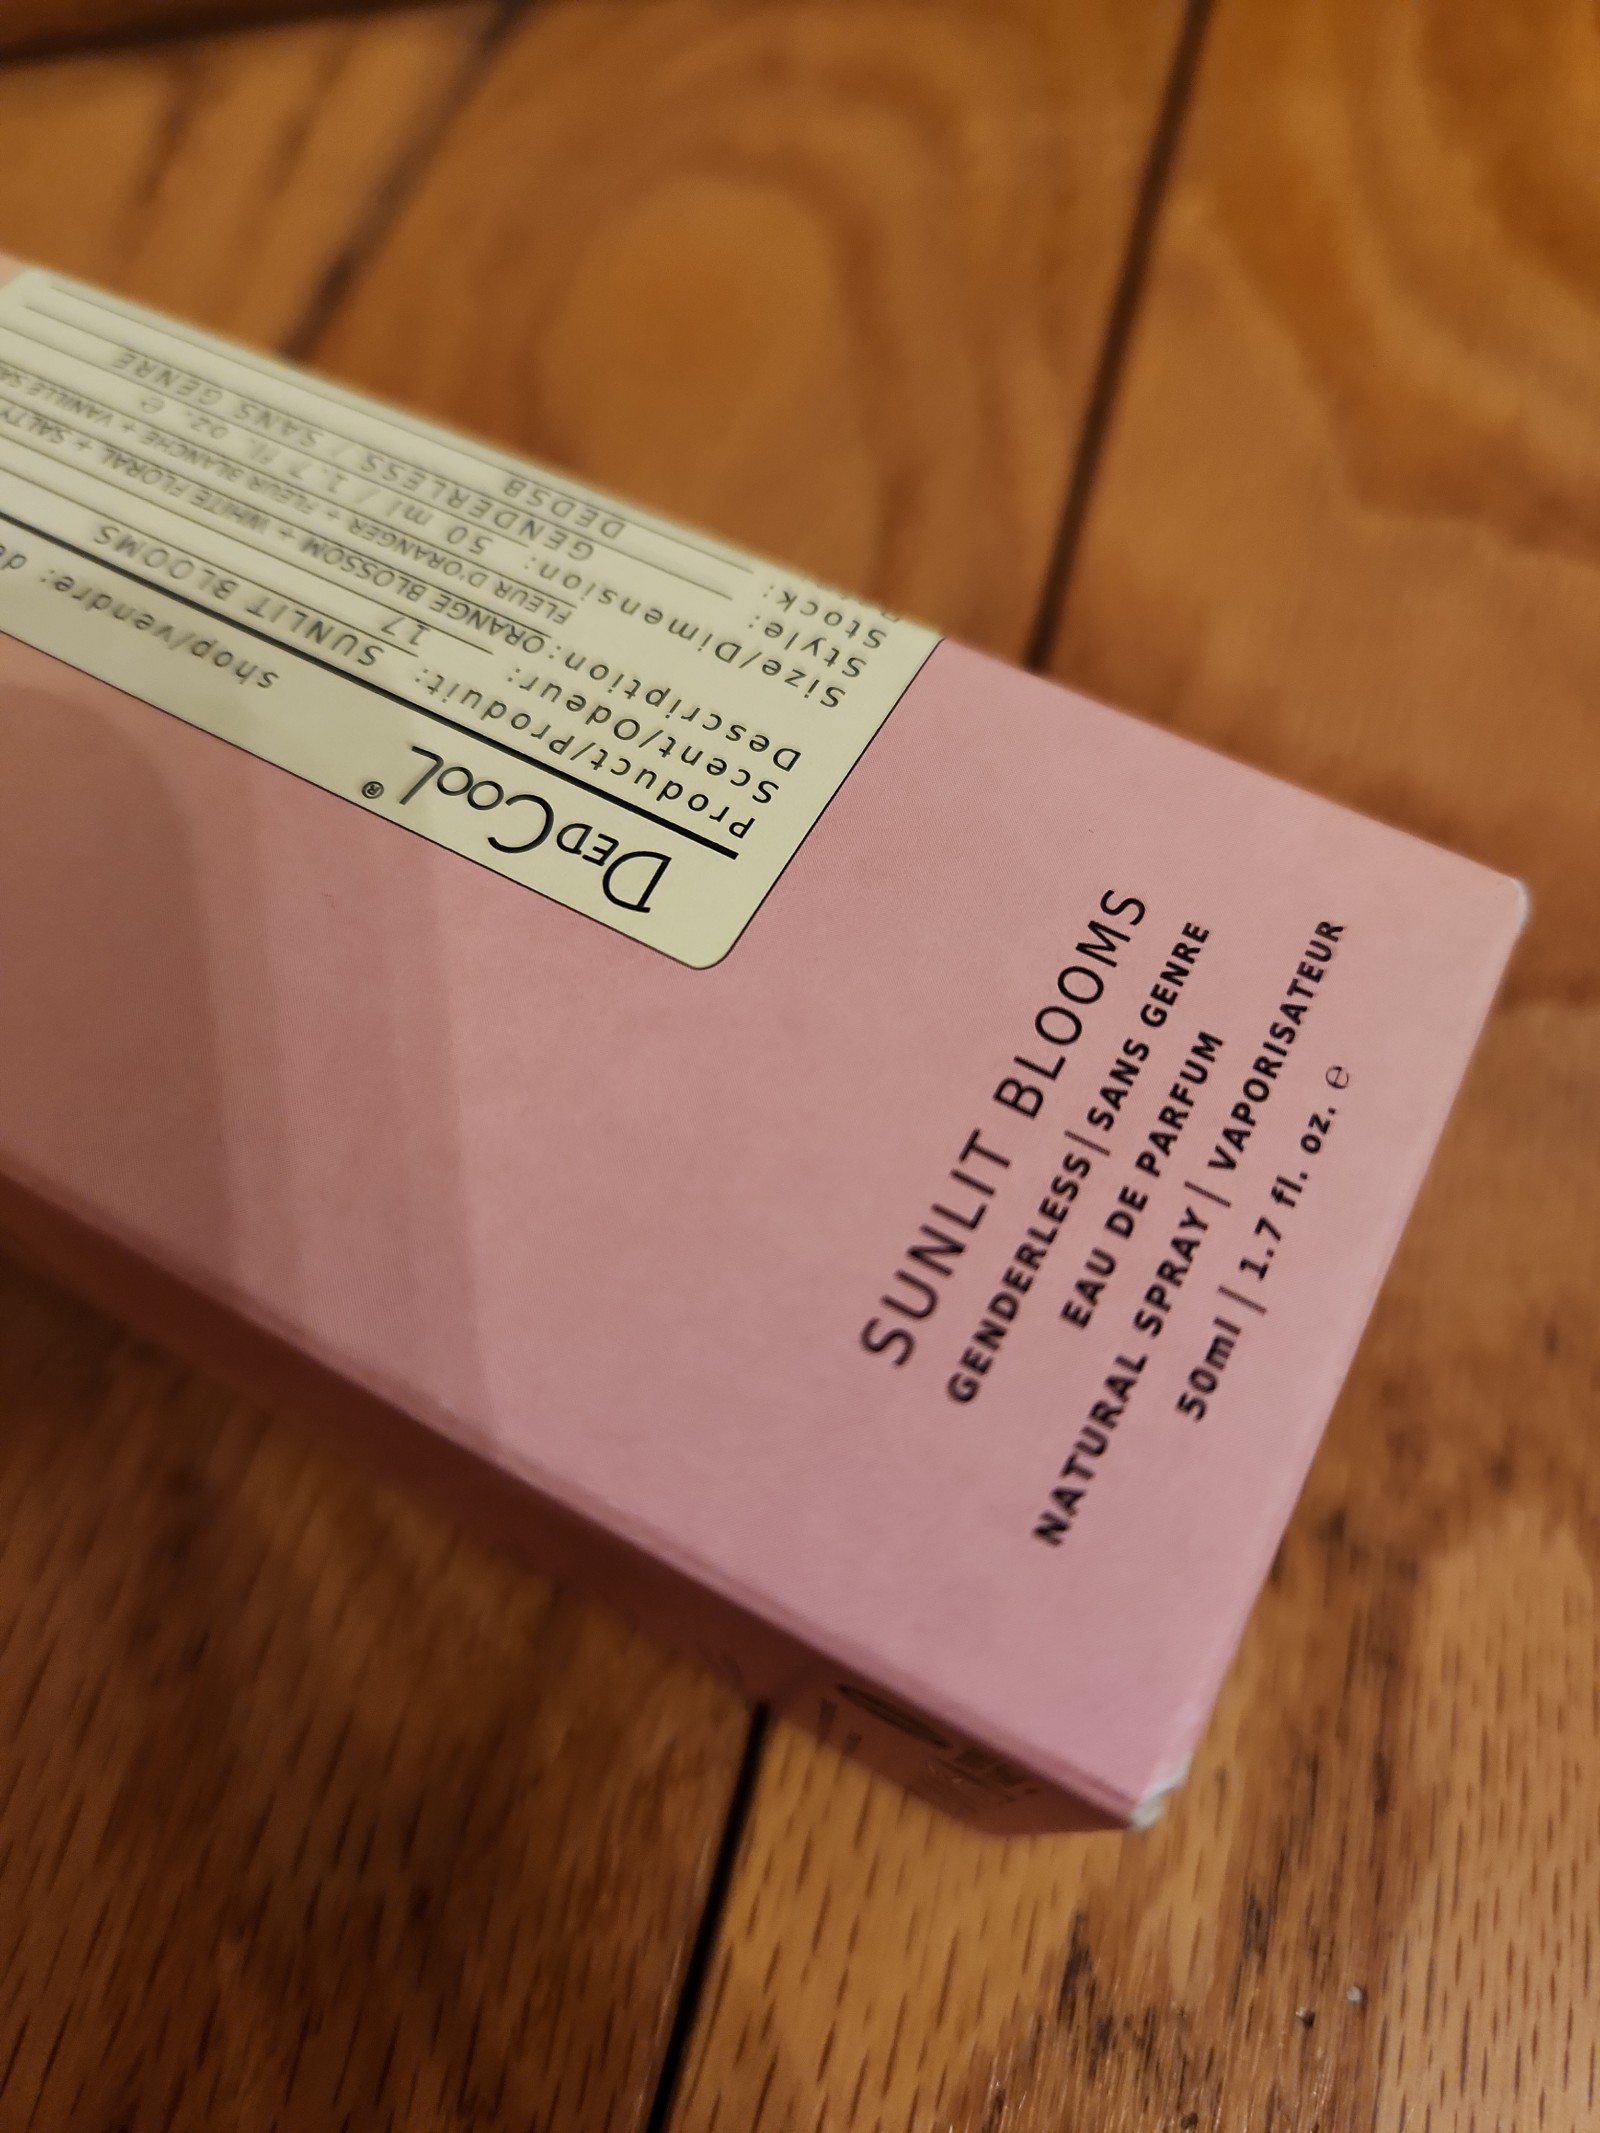 DedCool®
shop/vendre:
Product/Produit: SUNLIT BLOOMS
Scent/Odeur: 17
Description: ORANGE BLOSSOM + WHITE FLORAL + SALTY
FLEUR D'ORANGER + FLEUR BLANCHE + VANILLE
Size/Dimension: 50 ml / 1.7 fl. oz. ℮
Style: GENDERLESS / SANS GENRE
Stock: DEDSB
SUNLIT BLOOMS
GENDERLESS|SANS GENRE
EAU DE PARFUM
NATURAL SPRAY | VAPORISATEUR
50ml | 1.7 fl. oz. ℮